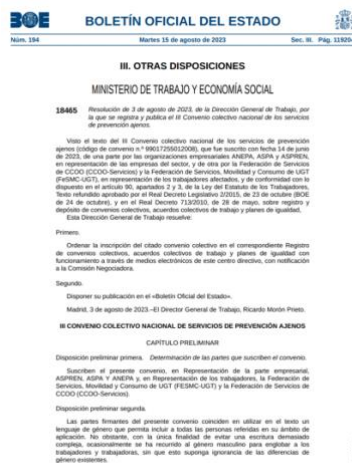 BOE
BOLETÍN OFICIAL DEL ESTADO
Núm. 194
Martes 15 de agosto de 2023
Sec. III. Pág. 11920
III. OTRAS DISPOSICIONES
MINISTERIO DE TRABAJO Y ECONOMÍA SOCIAL
18465
Resolución de 3 de agosto de 2023, de la Dirección General de Trabajo, por
la que se registra y publica el III Convenio colectivo nacional de los servicios
de prevención ajenos.
Visto el texto del III Convenio colectivo nacional de los servicios de prevención
ajenos (código de convenio n.º 99017255012008), que fue suscrito con fecha 14 de junio
de 2023, de una parte por las organizaciones empresariales ANEPA, ASPA y ASPREN,
en representación de las empresas del sector, y de otra por la Federación de Servicios
de CCOO (CCOO-Servicios) y la Federación de Servicios, Movilidad y Consumo de UGT
(FeSMC-UGT), en representación de los trabajadores afectados, y de conformidad con lo
dispuesto en el artículo 90, apartados 2 y 3, de la Ley del Estatuto de los Trabajadores,
Texto refundido aprobado por el Real Decreto Legislativo 2/2015, de 23 de octubre (BOE
de 24 de octubre), y en el Real Decreto 713/2010, de 28 de mayo, sobre registro y
depósito de convenios colectivos, acuerdos colectivos de trabajo y planes de igualdad,
Esta Dirección General de Trabajo resuelve:
Primero.
Ordenar la inscripción del citado convenio colectivo en el correspondiente Registro
de convenios colectivos, acuerdos colectivos de trabajo y planes de igualdad con
funcionamiento a través de medios electrónicos de este centro directivo, con notificación
a la Comisión Negociadora.
Segundo.
Disponer su publicación en el «Boletín Oficial del Estado».
Madrid, 3 de agosto de 2023.–El Director General de Trabajo, Ricardo Morón Prieto.
III CONVENIO COLECTIVO NACIONAL DE SERVICIOS DE PREVENCIÓN AJENOS
CAPÍTULO PRELIMINAR
Disposición preliminar primera. Determinación de las partes que suscriben el convenio.
Suscriben el presente convenio, en Representación de la parte empresarial,
ASPREN, ASPA Y ANEPA y, en Representación de los trabajadores, la Federación de
Servicios, Movilidad y Consumo de UGT (FESMC-UGT) y la Federación de Servicios de
CCOO (CCOO-Servicios).
Disposición preliminar segunda.
Las partes firmantes del presente convenio coinciden en utilizar en el texto un
lenguaje de género que permita incluir a todas las personas referidas en su ámbito de
aplicación. No obstante, con la única finalidad de evitar una escritura demasiado
compleja, ocasionalmente se ha recurrido al género masculino para englobar a los
trabajadores y trabajadoras, sin que esto suponga ignorancia de las diferencias de
género existentes.